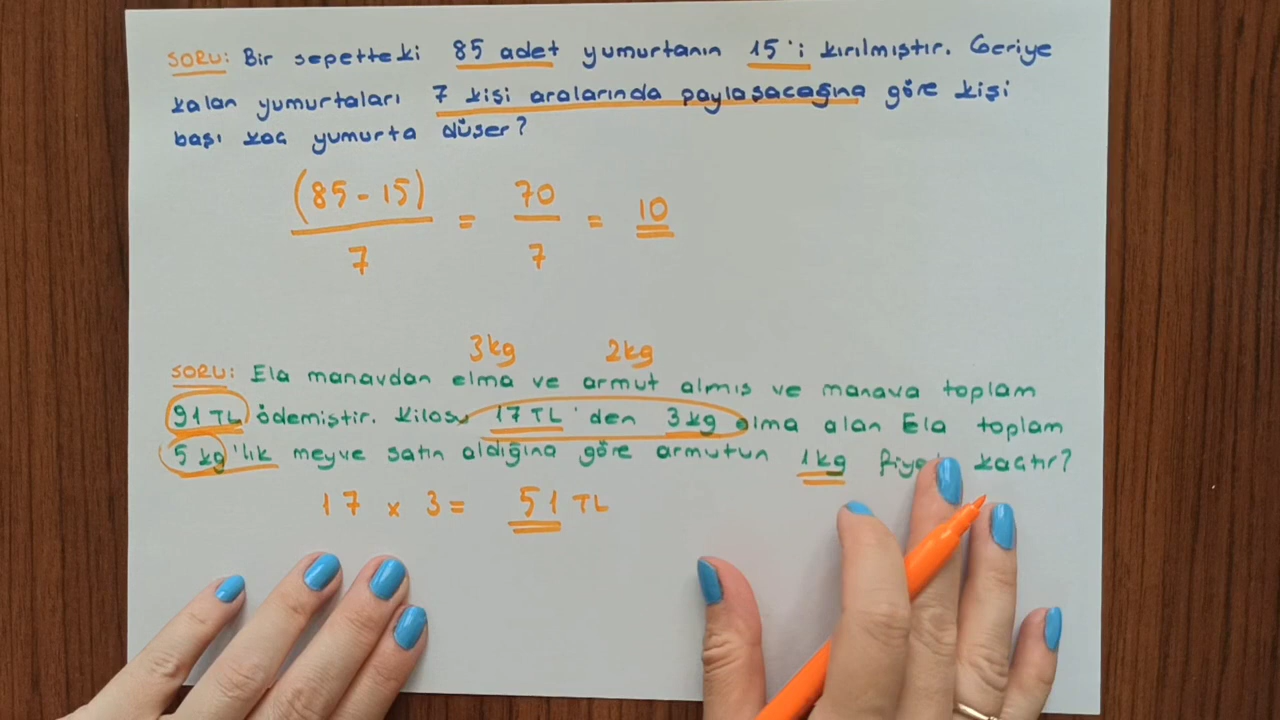 SORU: Bir sepetteki 85 adet yumurtanın 15'i kırılmıştır. Geriye
kalan yumurtaları 7 kişi aralarında paylaşacağına göre kişi
başı kaç yumurta düşer?
(85-15)/7 = 70/7 = 10
3kg 2kg
SORU: Ela manavdan elma ve armut almış ve manava toplam
91 TL ödemiştir. Kilosu 17 TL'den 3 kg elma alan Ela toplam
5 kg'lık meyve satın aldığına göre armutun 1kg kaçtır?
17 x 3 = 51 TL